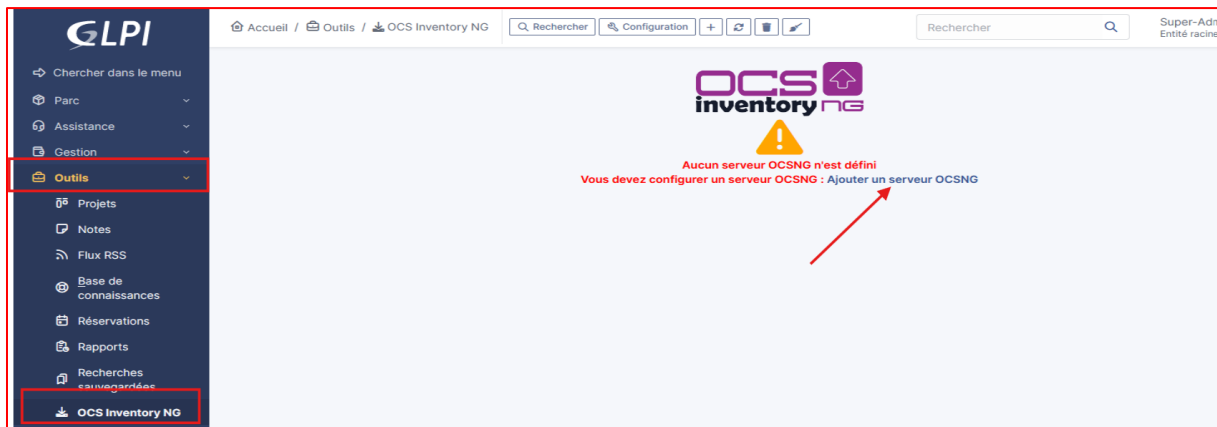 GLPI
Accueil / Outils / OCS Inventory NG
Rechercher
Configuration
Rechercher
Super-Adm
Entité racine
Chercher dans le menu
Parc
Assistance
Gestion
Outils
Projets
Notes
Flux RSS
Base de
connaissances
Réservations
Rapports
Recherches
sauvegardées
OCS Inventory NG
OCS
inventory NG
Aucun serveur OCSNG n'est défini
Vous devez configurer un serveur OCSNG : Ajouter un serveur OCSNG